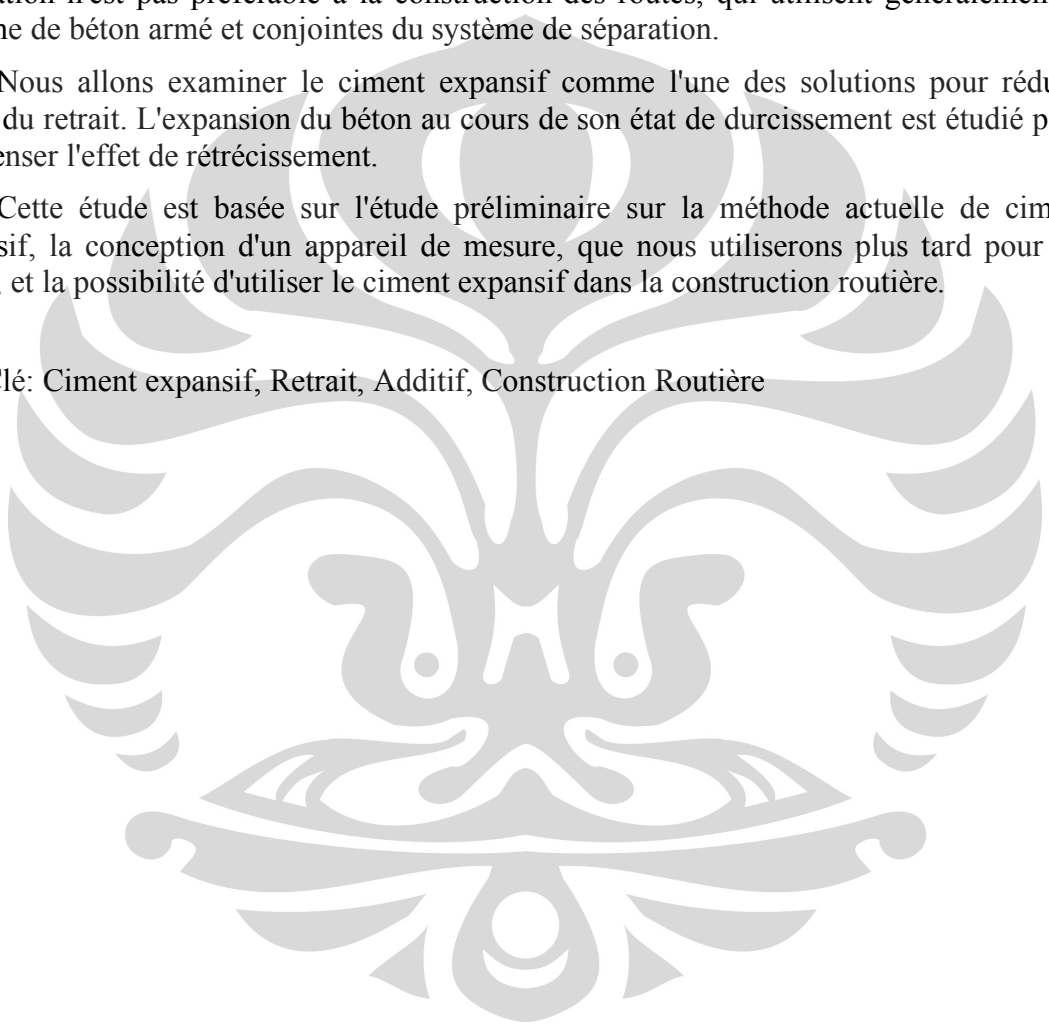 ation n'est pas préférable à la construction des routes, qui utilisent généralement
ne de béton armé et conjointes du système de séparation.
Nous allons examiner le ciment expansif comme l'une des solutions pour rédu
du retrait. L'expansion du béton au cours de son état de durcissement est étudié p
enser l'effet de rétrécissement.
Cette étude est basée sur l'étude préliminaire sur la méthode actuelle de cim
sif, la conception d'un appareil de mesure, que nous utiliserons plus tard pour
, et la possibilité d'utiliser le ciment expansif dans la construction routière.
Clé: Ciment expansif, Retrait, Additif, Construction Routière